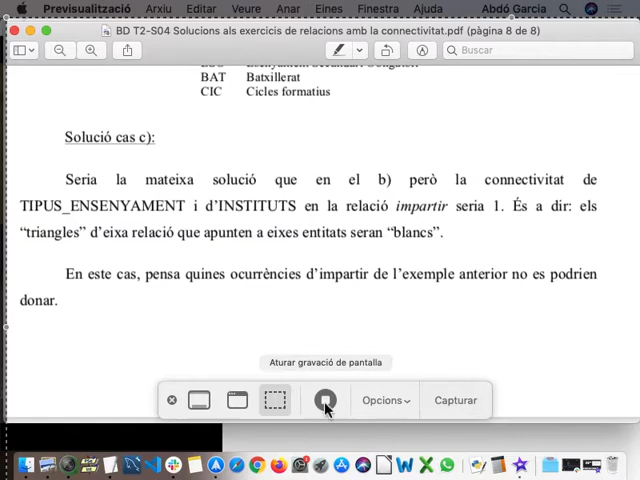 Previsualització Arxiu Editar Veure Anar Eines Finestra Ajuda Abdó Garcia
BD T2-S04 Solucions als exercicis de relacions amb la connectivitat.pdf (pàgina 8 de 8)
Buscar
BAT Batxillerat
CIC Cicles formatius
Solució cas c):
Seria la mateixa solució que en el b) però la connectivitat de
TIPUS_ENSENYAMENT i d’INSTITUTS en la relació impartir seria 1. És a dir: els
“triangles” d’eixa relació que apunten a eixes entitats seran “blancs”.
En este cas, pensa quines ocurrències d’impartir de l’exemple anterior no es podrien
donar.
Aturar gravació de pantalla
Opcions
Capturar